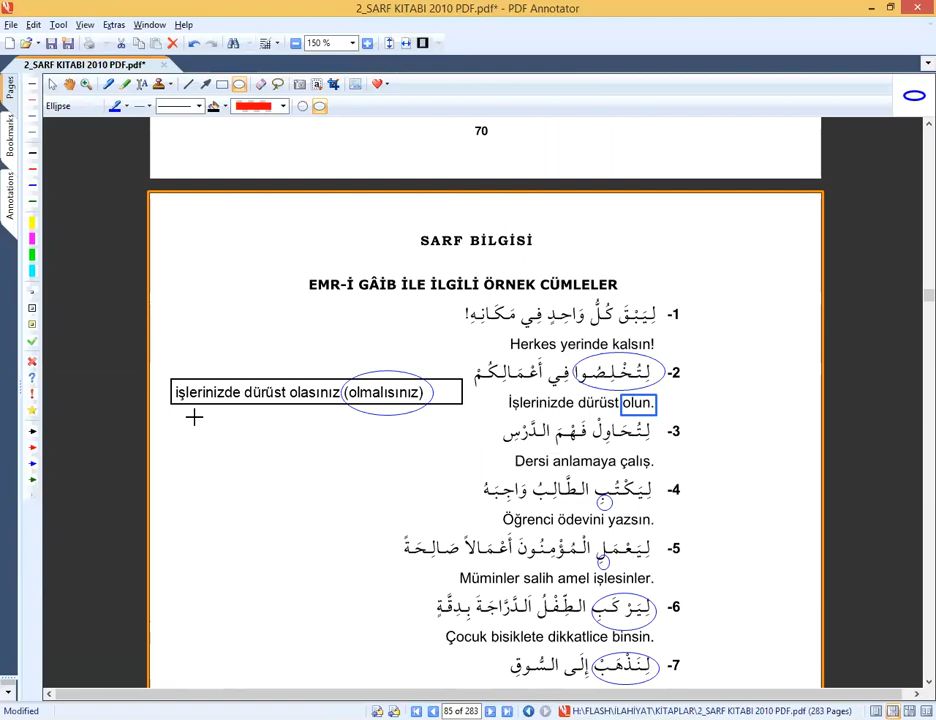 2_SARF KITABI 2010 PDF.pdf* - PDF Annotator
File Edit Tool View Extras Window Help
150 %
2_SARF KITABI 2010 PDF.pdf*
Ellipse
Pages
Bookmarks
Annotations
70
SARF BİLGİSİ
EMR-İ GÂİB İLE İLGİLİ ÖRNEK CÜMLELER
1- لِيَبْقَ كُلُّ وَاحِدٍ فِي مَكَانِهِ!
Herkes yerinde kalsın!
2- لِتُخْلِصُوا فِي أَعْمَالِكُمْ
işlerinizde dürüst olasınız (olmalısınız)
İşlerinizde dürüst olun.
3- لِتُحَاوِلْ فَهْمَ الدَّرْسِ
Dersi anlamaya çalış.
4- لِيَكْتُبِ الطَّالِبُ وَاجِبَهُ
Öğrenci ödevini yazsın.
5- لِيَعْمَلِ الْمُؤْمِنُونَ أَعْمَالاً صَالِحَةً
Müminler salih amel işlesinler.
6- لِيَرْكَبِ الطِّفْلُ اَلدَّرَّاجَةَ بِدِقَّةٍ
Çocuk bisiklete dikkatlice binsin.
7- لِنَذْهَبْ إِلَى السُّوقِ
Modified
85 of 283
H:\FLASH\İLAHİYAT\KITAPLAR\2_SARF KITABI 2010 PDF.pdf (283 Pages)